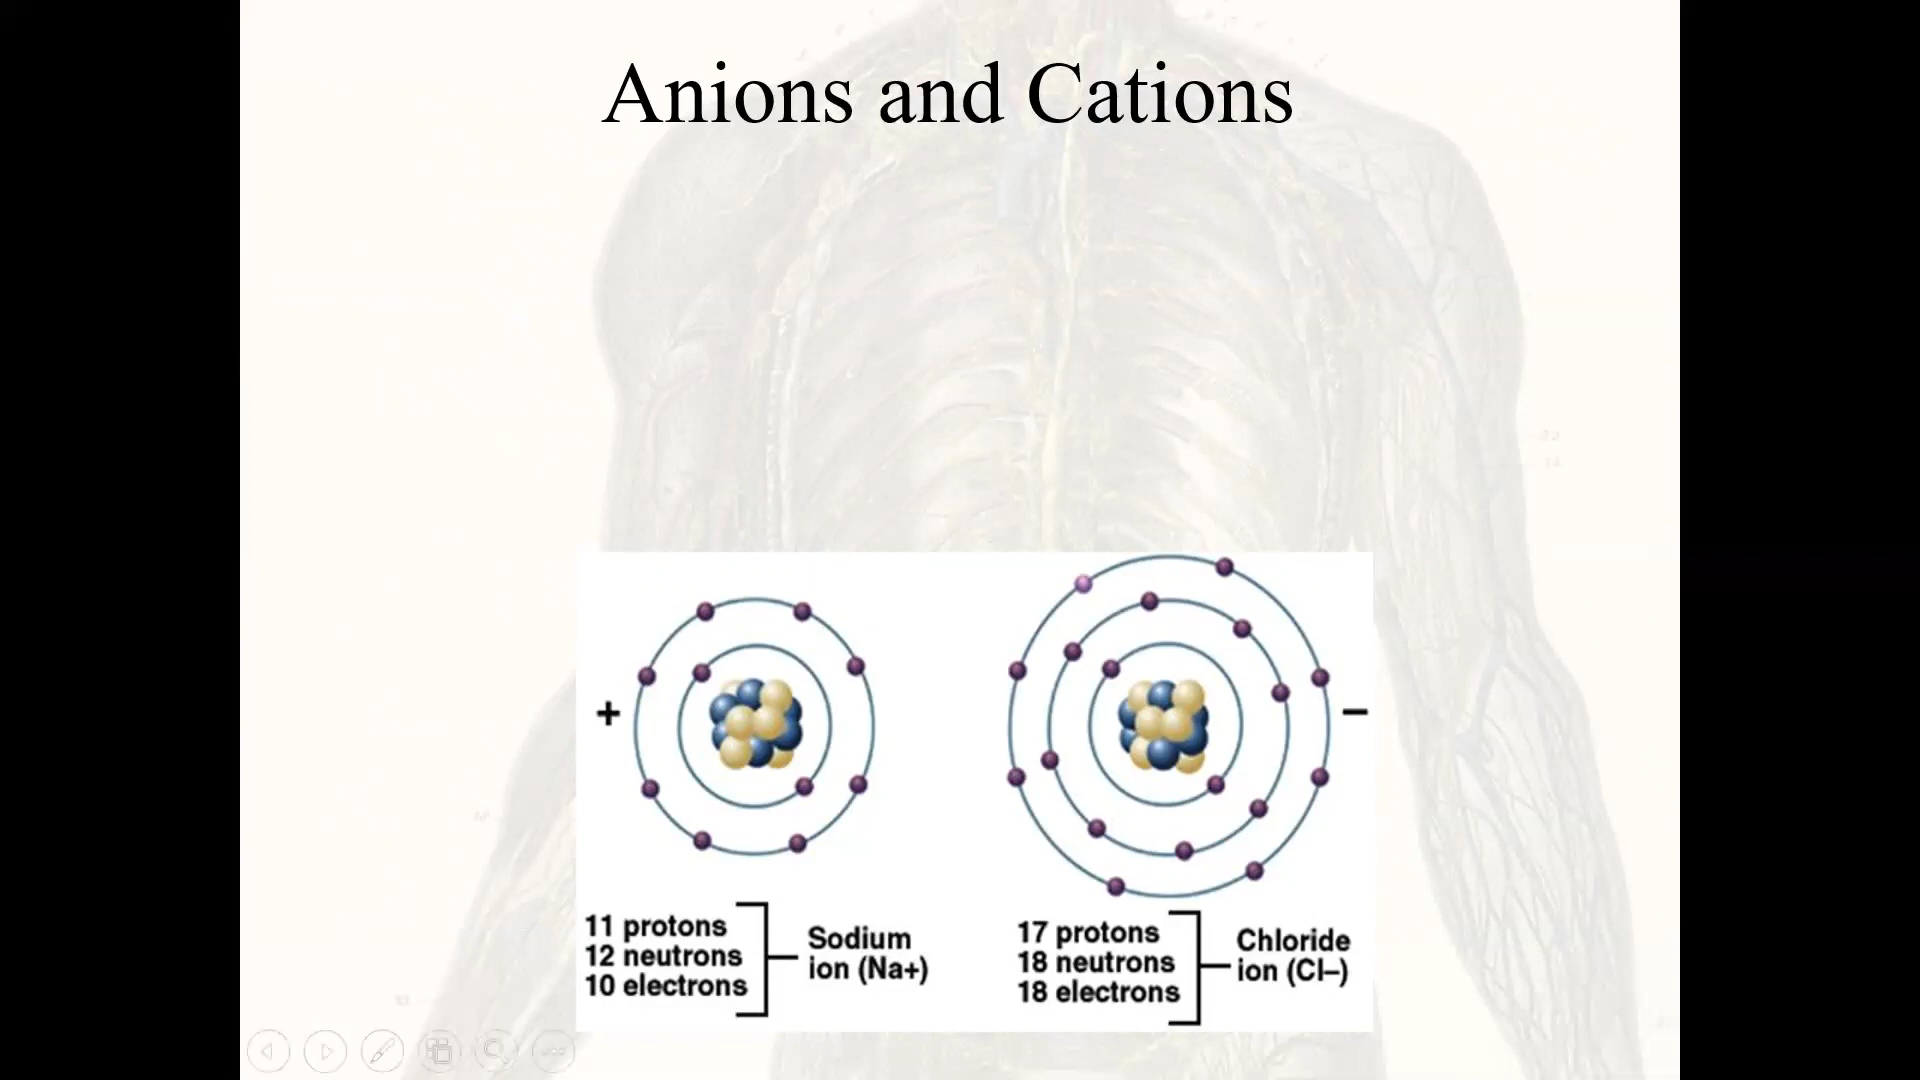 Anions and Cations
+
−
11 protons
12 neutrons
10 electrons
Sodium
ion (Na+)
17 protons
18 neutrons
18 electrons
Chloride
ion (Cl–)